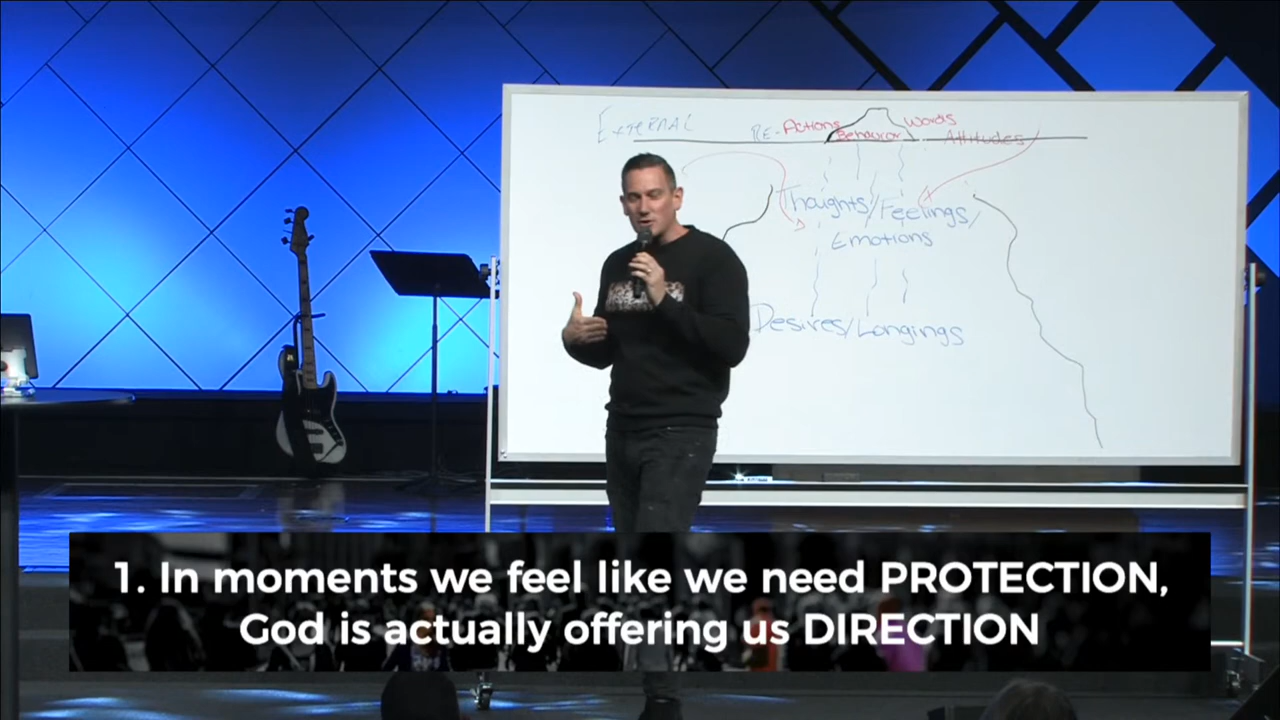 EXTERNAL RE- Actions Words
Behavior Attitudes
Thoughts/Feelings/
Emotions
Desires/Longings
1. In moments we feel like we need PROTECTION,
God is actually offering us DIRECTION